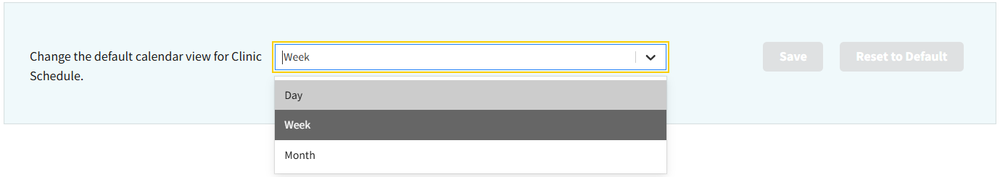 Change the default calendar view for Clinic
Schedule.
Week
Save
Reset to Default
Day
Week
Month